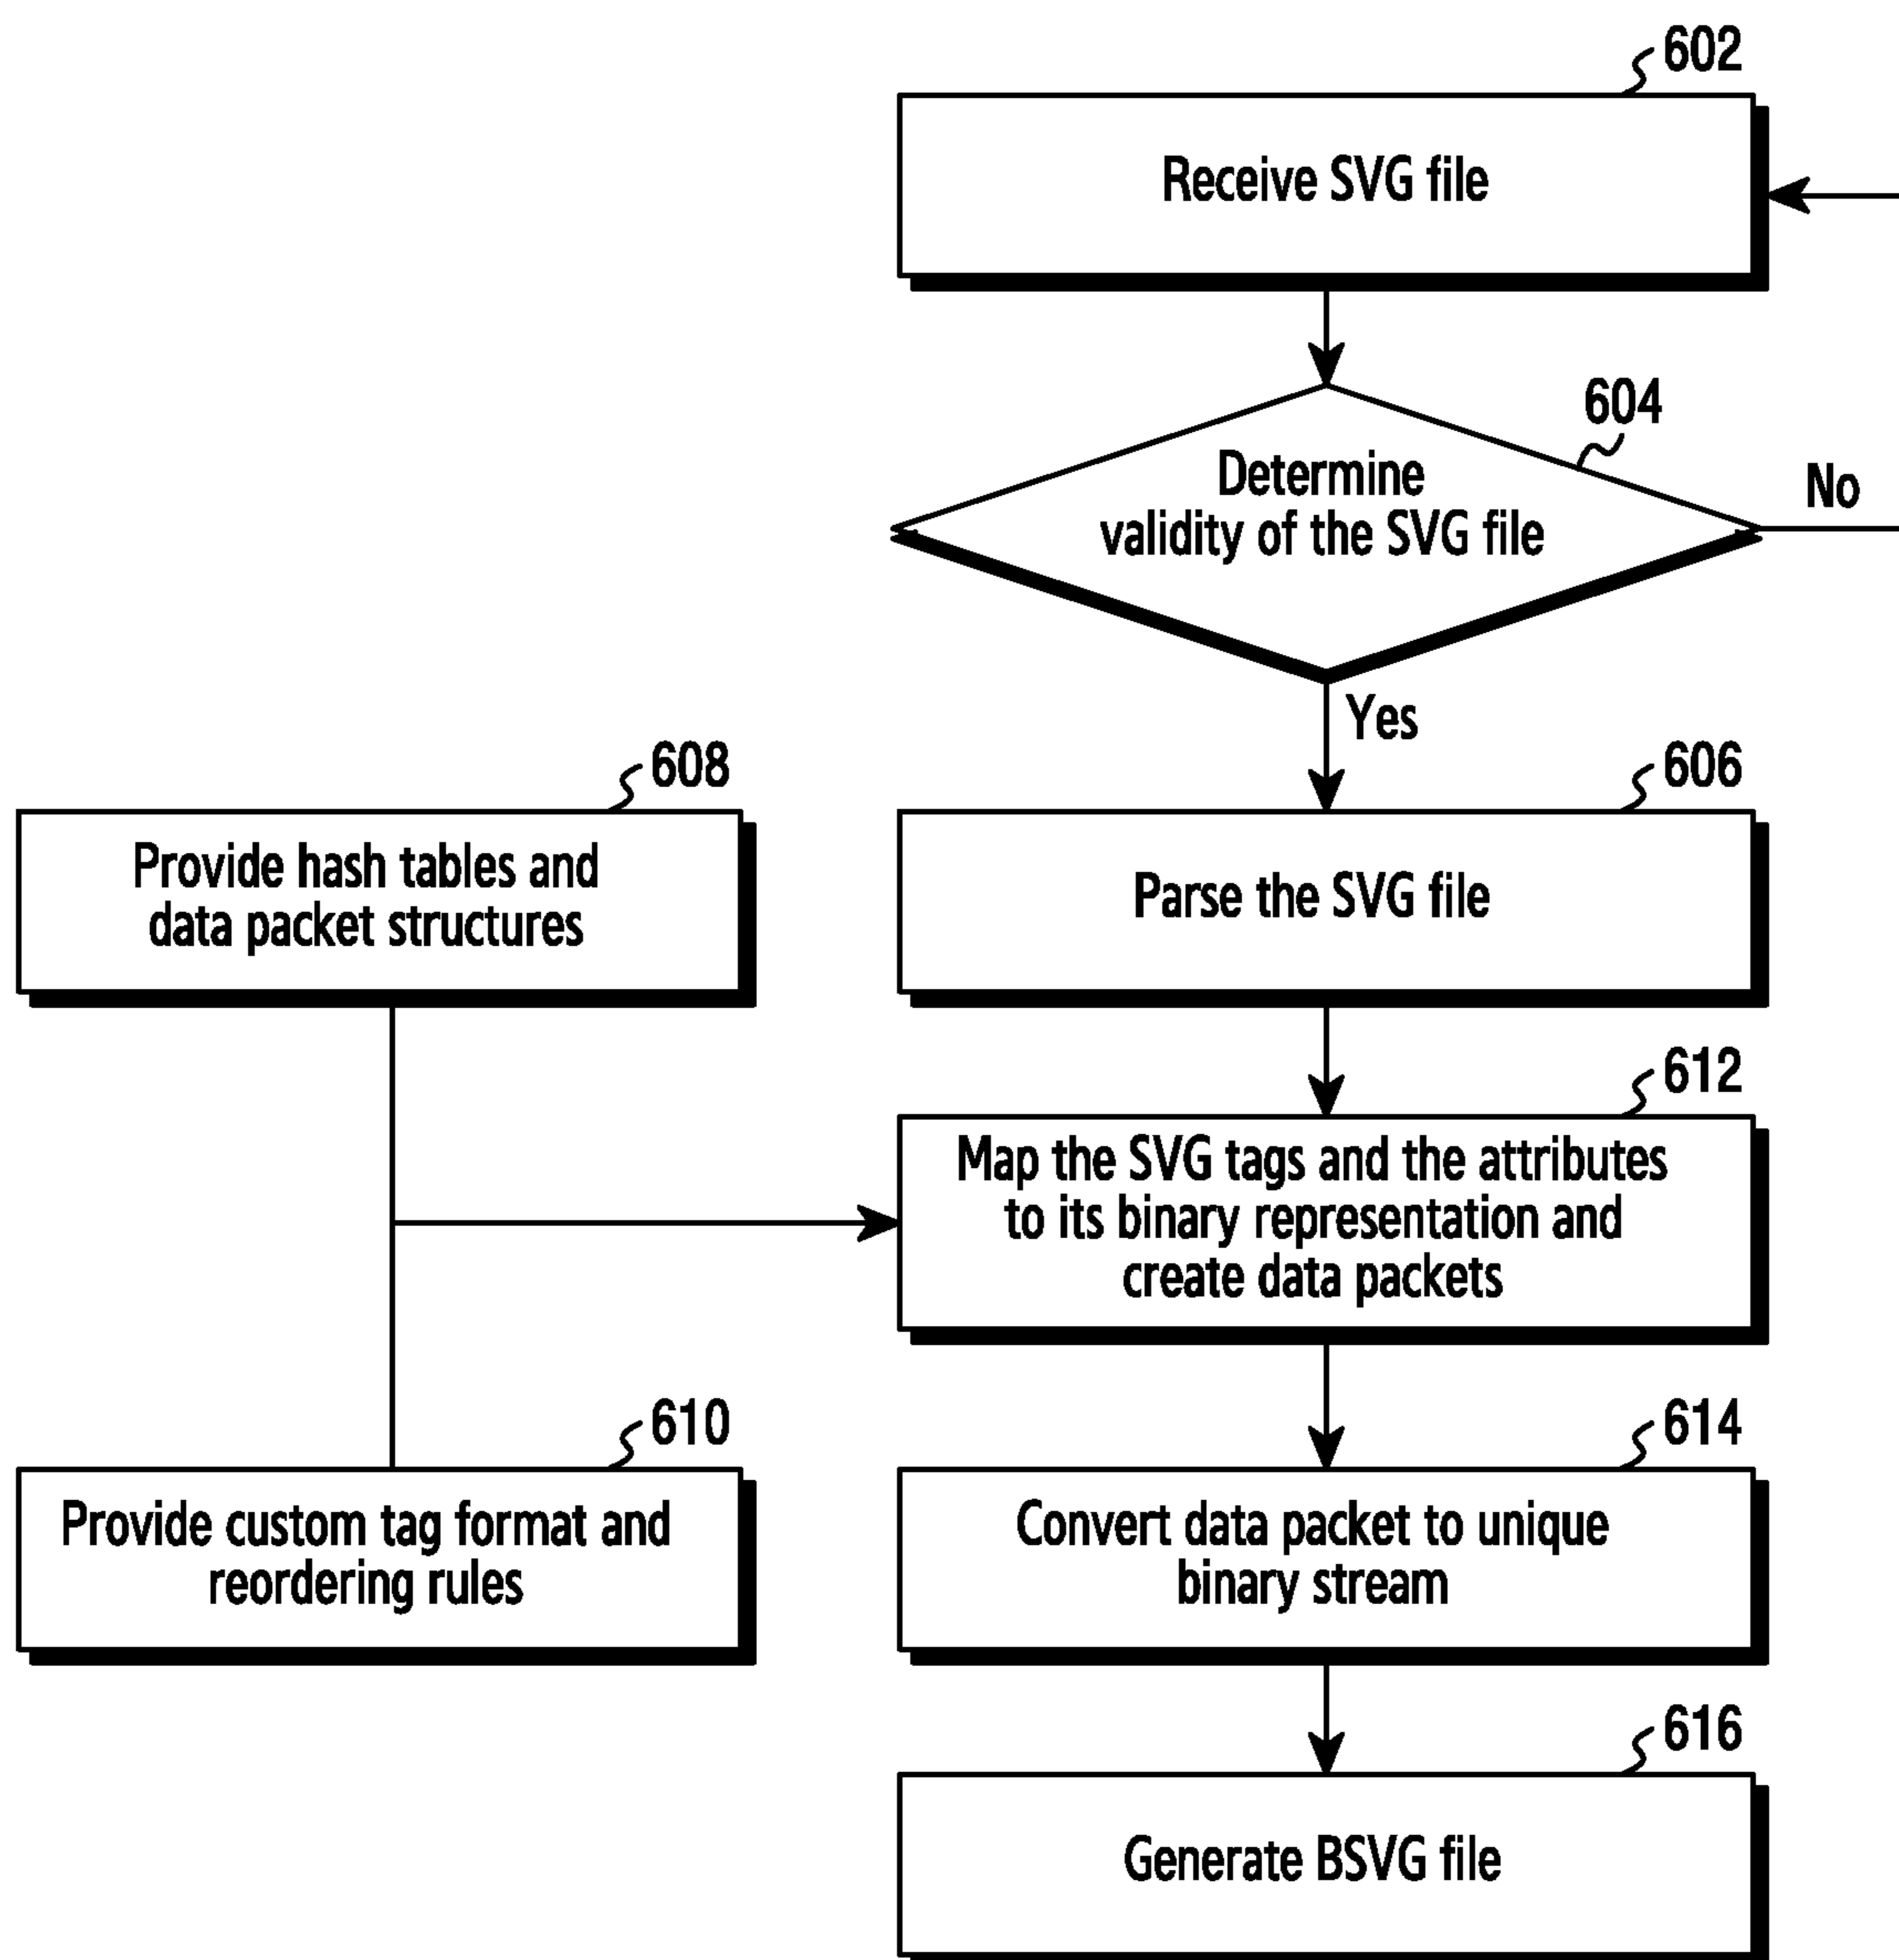 602
Receive SVG file
604
Determine
validity of the SVG file
No
Yes
608
Provide hash tables and
data packet structures
606
Parse the SVG file
612
Map the SVG tags and the attributes
to its binary representation and
create data packets
610
Provide custom tag format and
reordering rules
614
Convert data packet to unique
binary stream
616
Generate BSVG file